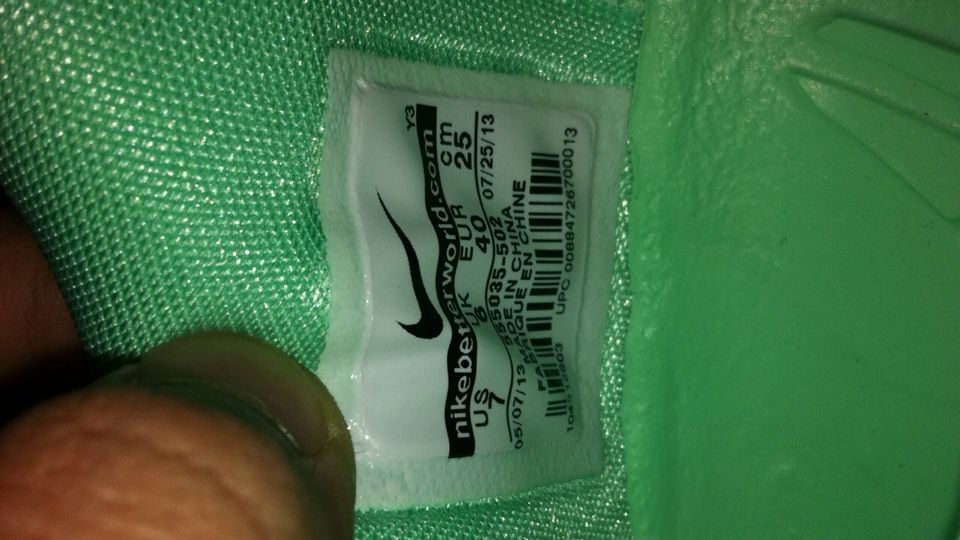 Y3
nikebetterworld.com
US UK EUR cm
7 6 40 25
05/07/13 555035-502 07/25/13
MADE IN CHINA
FABRIQUE EN CHINE
UPC 00884726700013